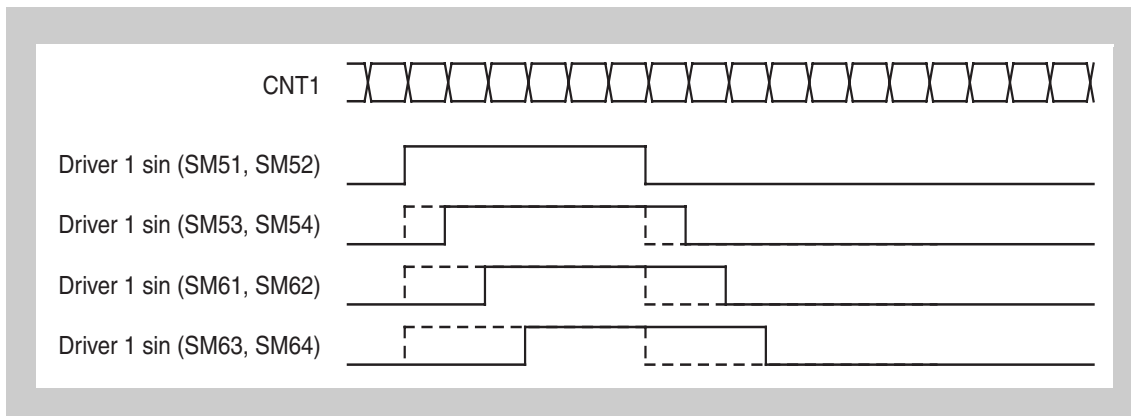 CNT1
Driver 1 sin (SM51, SM52)
Driver 1 sin (SM53, SM54)
Driver 1 sin (SM61, SM62)
Driver 1 sin (SM63, SM64)